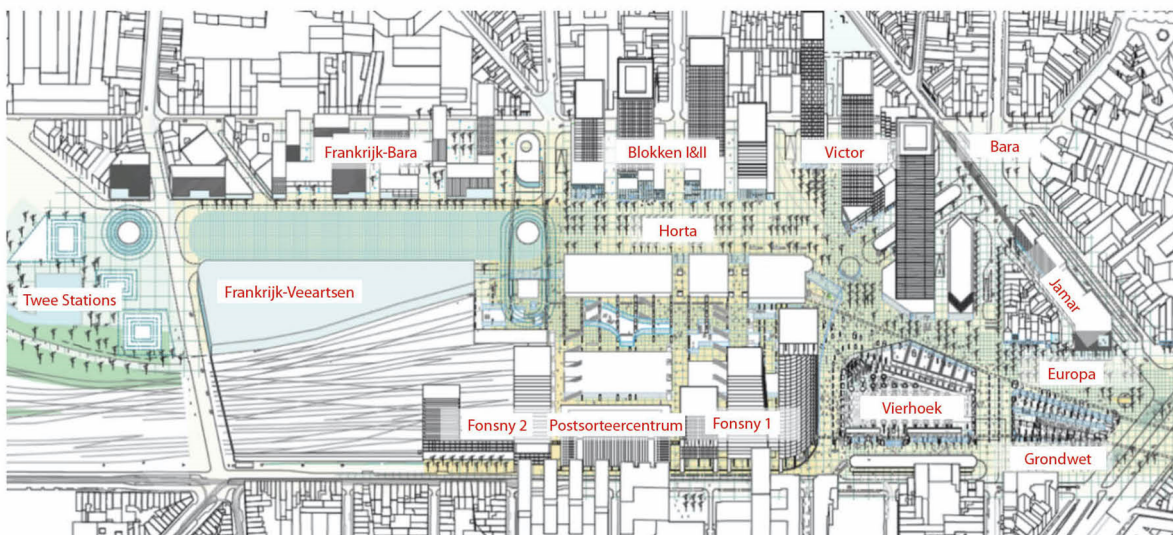 Frankrijk-Bara
Blokken I&II
Victor
Bara
Horta
Twee Stations
Frankrijk-Veeartsen
Jamar
Europa
Vierhoek
Fonsny 2
Postsorteercentrum
Fonsny 1
Grondwet